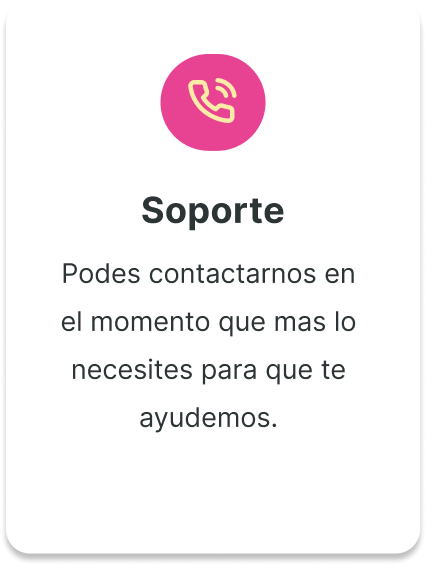 Soporte
Podes contactarnos en
el momento que mas lo
necesites para que te
ayudemos.